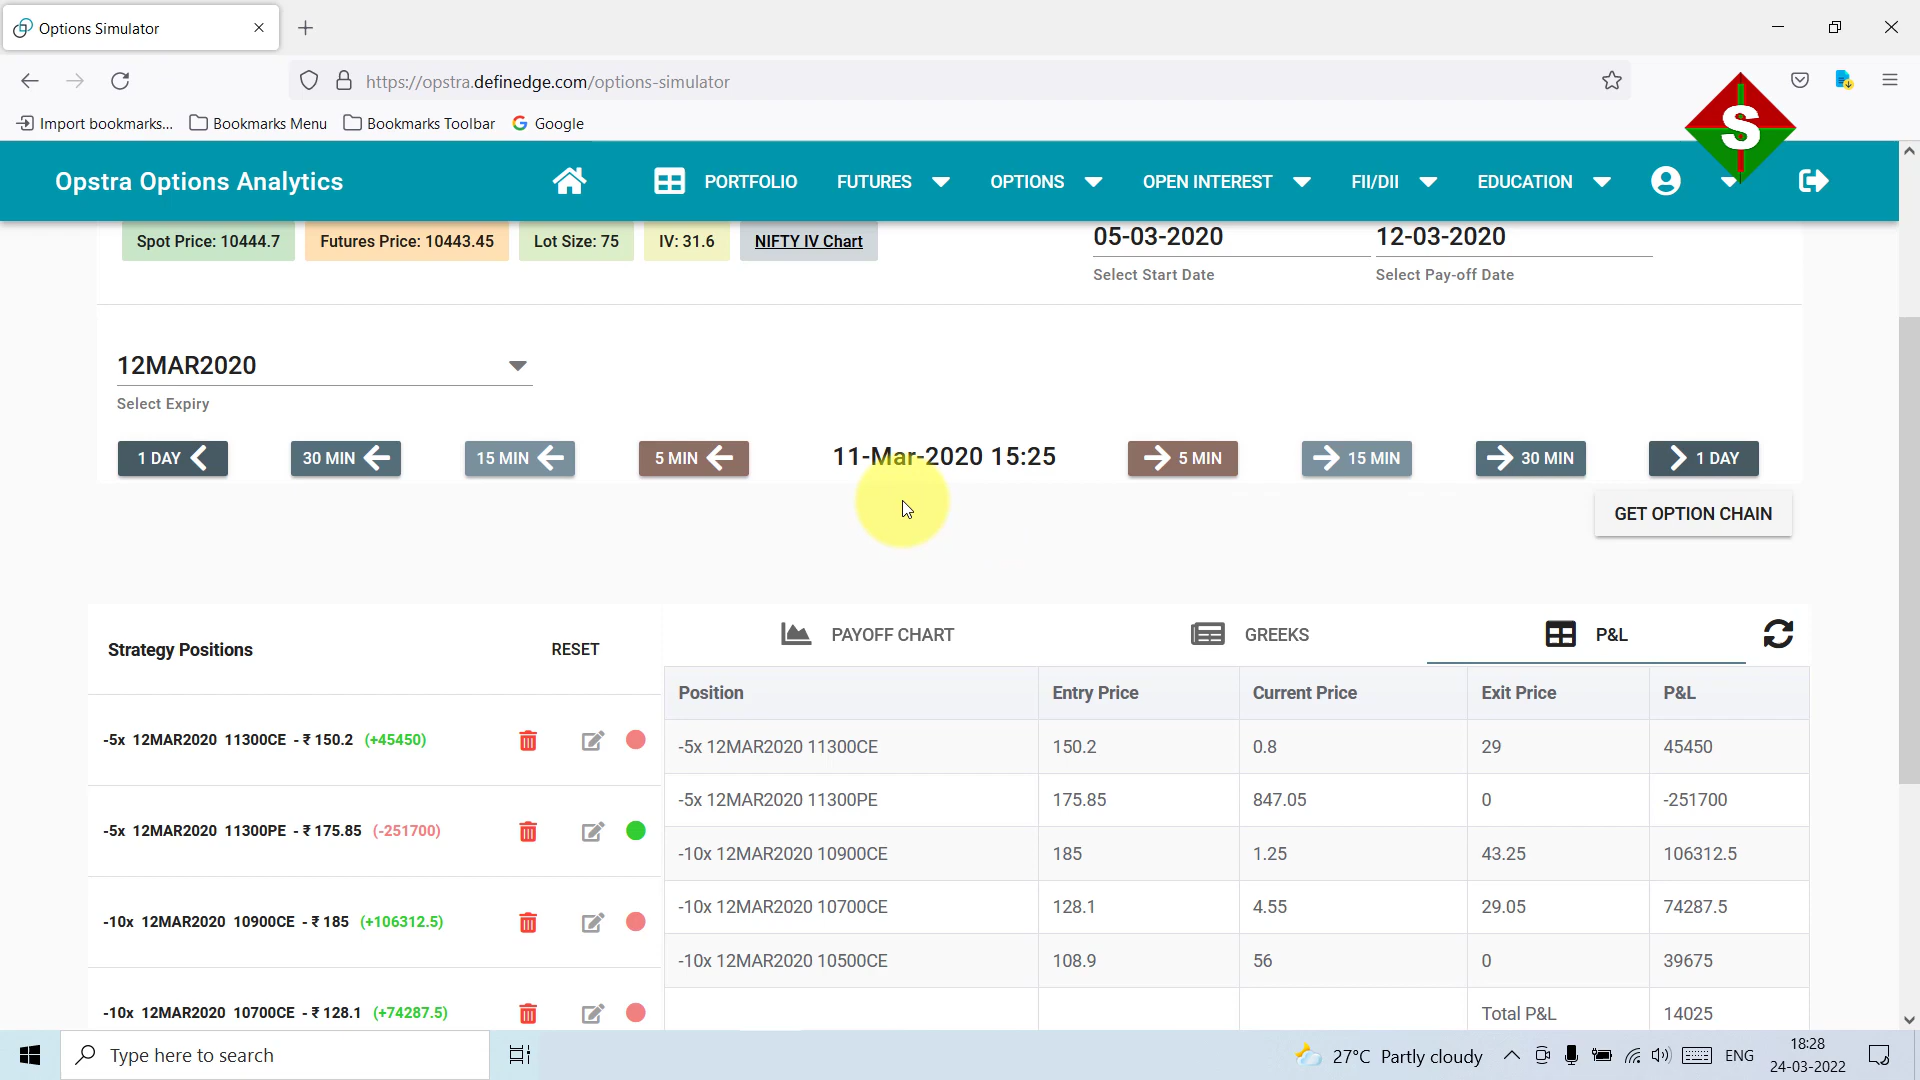 Options Simulator
https://opstra.definedge.com/options-simulator
Import bookmarks... Bookmarks Menu Bookmarks Toolbar Google
S
Opstra Options Analytics PORTFOLIO FUTURES OPTIONS OPEN INTEREST FII/DII EDUCATION
Spot Price: 10444.7 Futures Price: 10443.45 Lot Size: 75 IV: 31.6 NIFTY IV Chart 05-03-2020 12-03-2020
Select Start Date Select Pay-off Date
12MAR2020
Select Expiry
1 DAY 30 MIN 15 MIN 5 MIN 11-Mar-2020 15:25 5 MIN 15 MIN 30 MIN 1 DAY
GET OPTION CHAIN
Strategy Positions RESET PAYOFF CHART GREEKS P&L
Position Entry Price Current Price Exit Price P&L
-5x 12MAR2020 11300CE - ₹ 150.2 (+45450) -5x 12MAR2020 11300CE 150.2 0.8 29 45450
-5x 12MAR2020 11300PE - ₹ 175.85 (-251700) -5x 12MAR2020 11300PE 175.85 847.05 0 -251700
-10x 12MAR2020 10900CE - ₹ 185 (+106312.5) -10x 12MAR2020 10900CE 185 1.25 43.25 106312.5
-10x 12MAR2020 10700CE 128.1 4.55 29.05 74287.5
-10x 12MAR2020 10500CE 108.9 56 0 39675
-10x 12MAR2020 10700CE - ₹ 128.1 (+74287.5) Total P&L 14025
Type here to search 27°C Partly cloudy ENG 18:28
24-03-2022